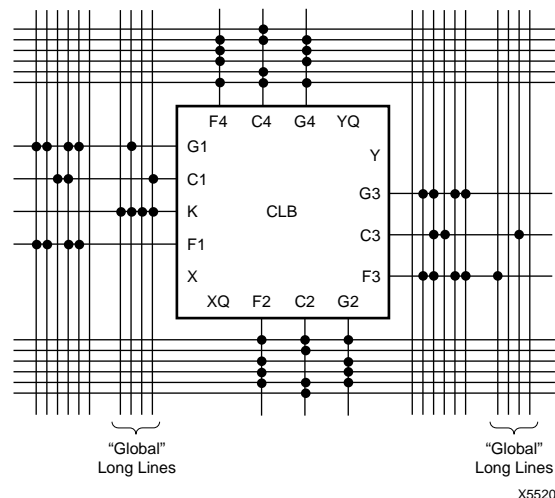 F4 C4 G4 YQ
G1
Y
C1
G3
K
CLB
C3
F1
X
F3
XQ F2 C2 G2
“Global”
Long Lines
“Global”
Long Lines
X5520